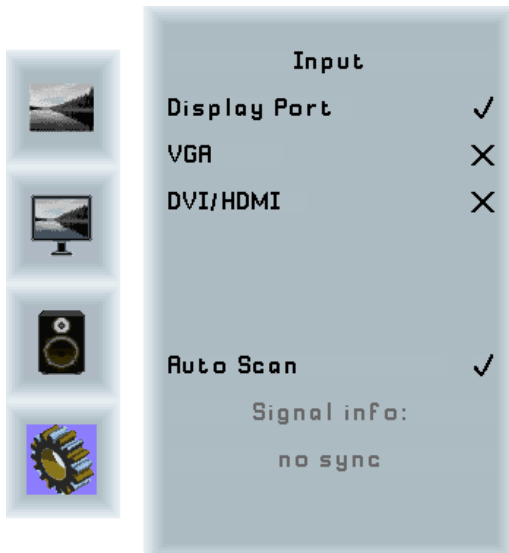 Input
Display Port
VGA
DVI/HDMI
Auto Scan
Signal info:
no sync